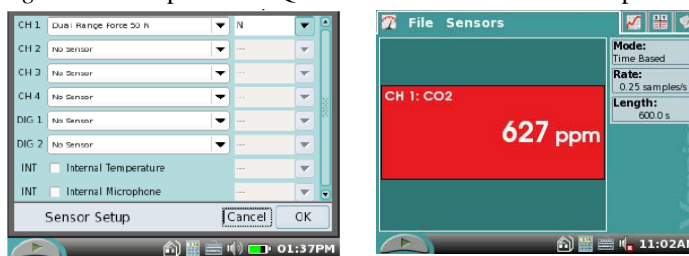 CH 1 Dual Range Force 50 N N
CH 2 No Sensor ---
CH 3 No Sensor ---
CH 4 No Sensor ---
DIG 1 No Sensor ---
DIG 2 No Sensor ---
INT Internal Temperature ---
INT Internal Microphone ---
Sensor Setup Cancel OK
01:37PM
File Sensors
Mode:
Time Based
Rate:
0.25 samples/s
Length:
600.0 s
CH 1: CO2
627 ppm
11:02AM